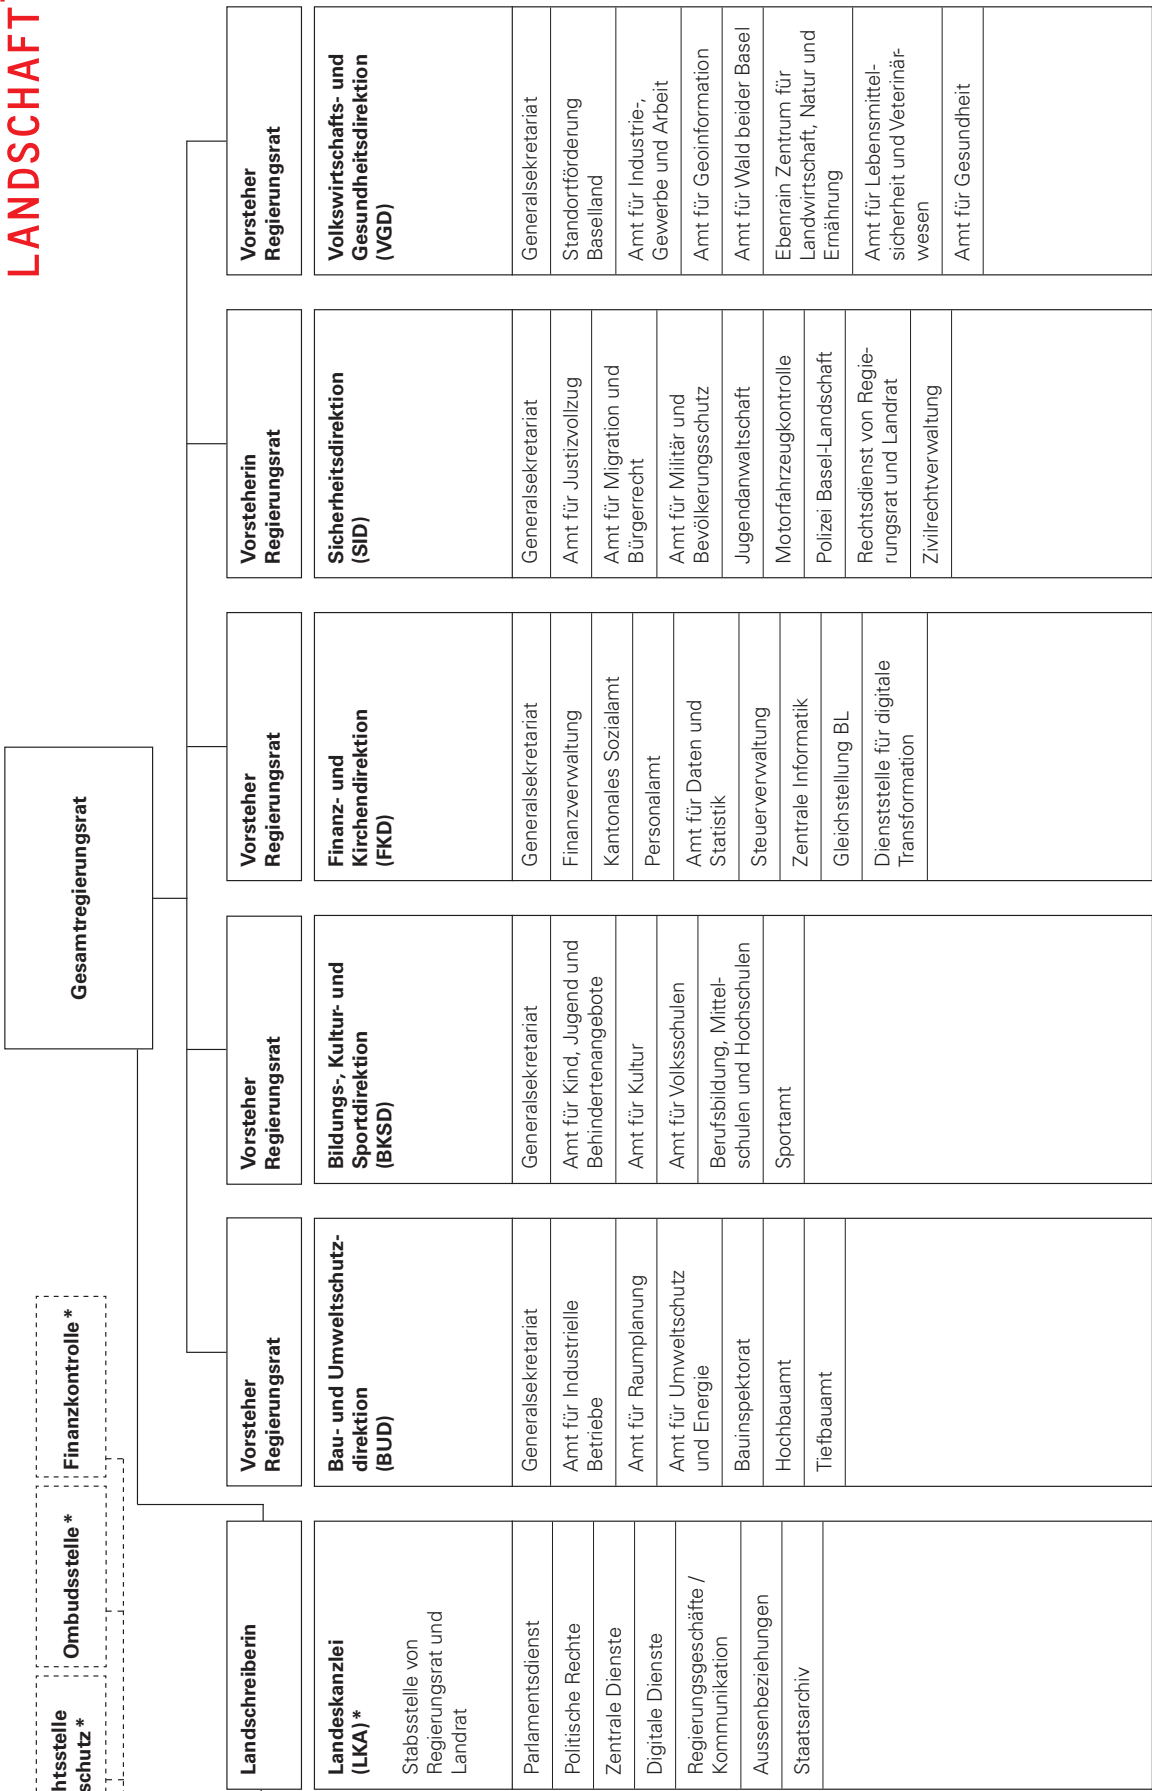 LANDSCHAFT
Gesamtregierungsrat
schutz *
Ombudsstelle *
Finanzkontrolle *
Landschreiberin
Landeskanzlei
(LKA) *
Stabsstelle von
Regierungsrat und
Landrat
Parlamentsdienst
Politische Rechte
Zentrale Dienste
Digitale Dienste
Regierungsgeschäfte /
Kommunikation
Aussenbeziehungen
Staatsarchiv
Vorsteher
Regierungsrat
Bau- und Umweltschutz-
direktion
(BUD)
Generalsekretariat
Amt für Industrielle
Betriebe
Amt für Raumplanung
Amt für Umweltschutz
und Energie
Bauinspektorat
Hochbauamt
Tiefbauamt
Vorsteher
Regierungsrat
Bildungs-, Kultur- und
Sportdirektion
(BKSD)
Generalsekretariat
Amt für Kind, Jugend und
Behindertenangebote
Amt für Kultur
Amt für Volksschulen
Berufsbildung, Mittel-
schulen und Hochschulen
Sportamt
Vorsteher
Regierungsrat
Finanz- und
Kirchendirektion
(FKD)
Generalsekretariat
Finanzverwaltung
Kantonales Sozialamt
Personalamt
Amt für Daten und
Statistik
Steuerverwaltung
Zentrale Informatik
Gleichstellung BL
Dienststelle für digitale
Transformation
Vorsteherin
Regierungsrat
Sicherheitsdirektion
(SID)
Generalsekretariat
Amt für Justizvollzug
Amt für Migration und
Bürgerrecht
Amt für Militär und
Bevölkerungsschutz
Jugendanwaltschaft
Motorfahrzeugkontrolle
Polizei Basel-Landschaft
Rechtsdienst von Regie-
rungsrat und Landrat
Zivilrechtverwaltung
Vorsteher
Regierungsrat
Volkswirtschafts- und
Gesundheitsdirektion
(VGD)
Generalsekretariat
Standortförderung
Baselland
Amt für Industrie-,
Gewerbe und Arbeit
Amt für Geoinformation
Amt für Wald beider Basel
Ebenrain Zentrum für
Landwirtschaft, Natur und
Ernährung
Amt für Lebensmittel-
sicherheit und Veterinär-
wesen
Amt für Gesundheit